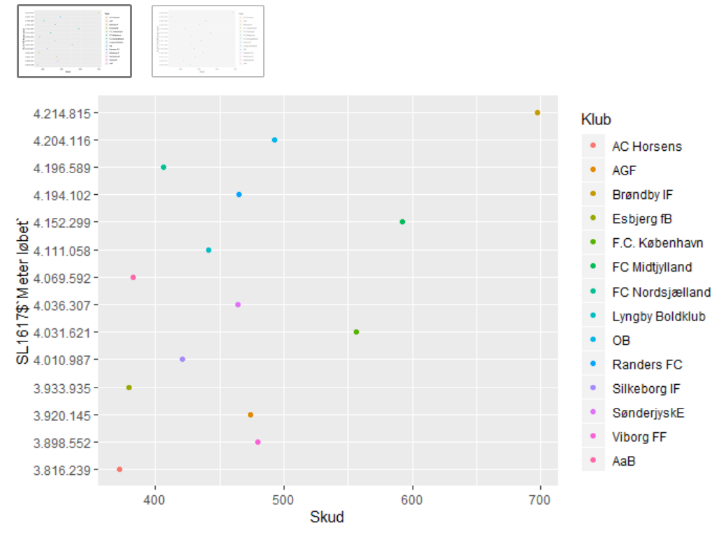 4.214.815
4.204.116
4.196.589
4.194.102
4.152.299
4.111.058
4.069.592
4.036.307
4.031.621
4.010.987
3.933.935
3.920.145
3.898.552
3.816.239
SL1617$`Meter løbet`
400 500 600 700
Skud
Klub
AC Horsens
AGF
Brøndby IF
Esbjerg fB
F.C. København
FC Midtjylland
FC Nordsjælland
Lyngby Boldklub
OB
Randers FC
Silkeborg IF
SønderjyskE
Viborg FF
AaB